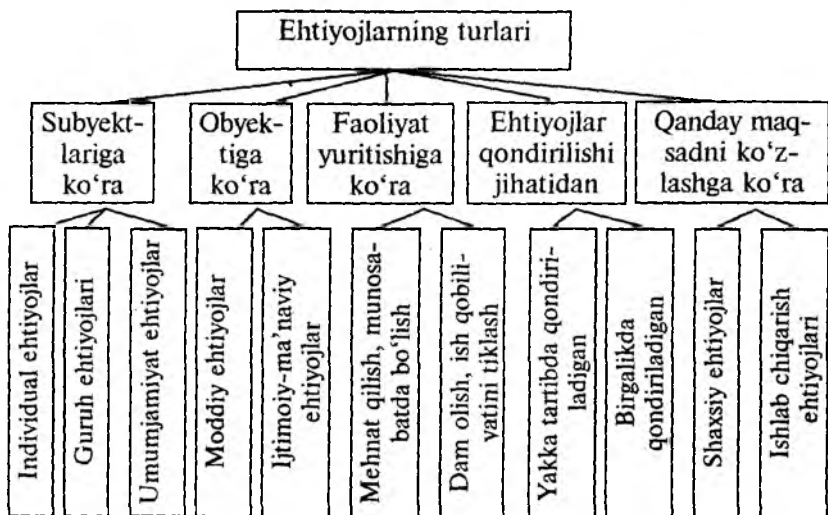 Ehtiyojlarning turlari
Subyekt-
lariga
ko‘ra
Obyek-
tiga
ko‘ra
Faoliyat
yuritishiga
ko‘ra
Ehtiyojlar
qondirilishi
jihatidan
Qanday maq-
sadni ko‘z-
lashga ko‘ra
Individual ehtiyojlar
Guruh ehtiyojlari
Umumjamiyat ehtiyojlar
Moddiy ehtiyojlar
Ijtimoiy-ma’naviy
ehtiyojlar
Mehnat qilish, munosa-
batda bo‘lish
Dam olish, ish qobili-
yatini tiklash
Yakka tartibda qondiri-
ladigan
Birgalikda
qondiriladigan
Shaxsiy ehtiyojlar
Ishlab chiqarish
ehtiyojlari